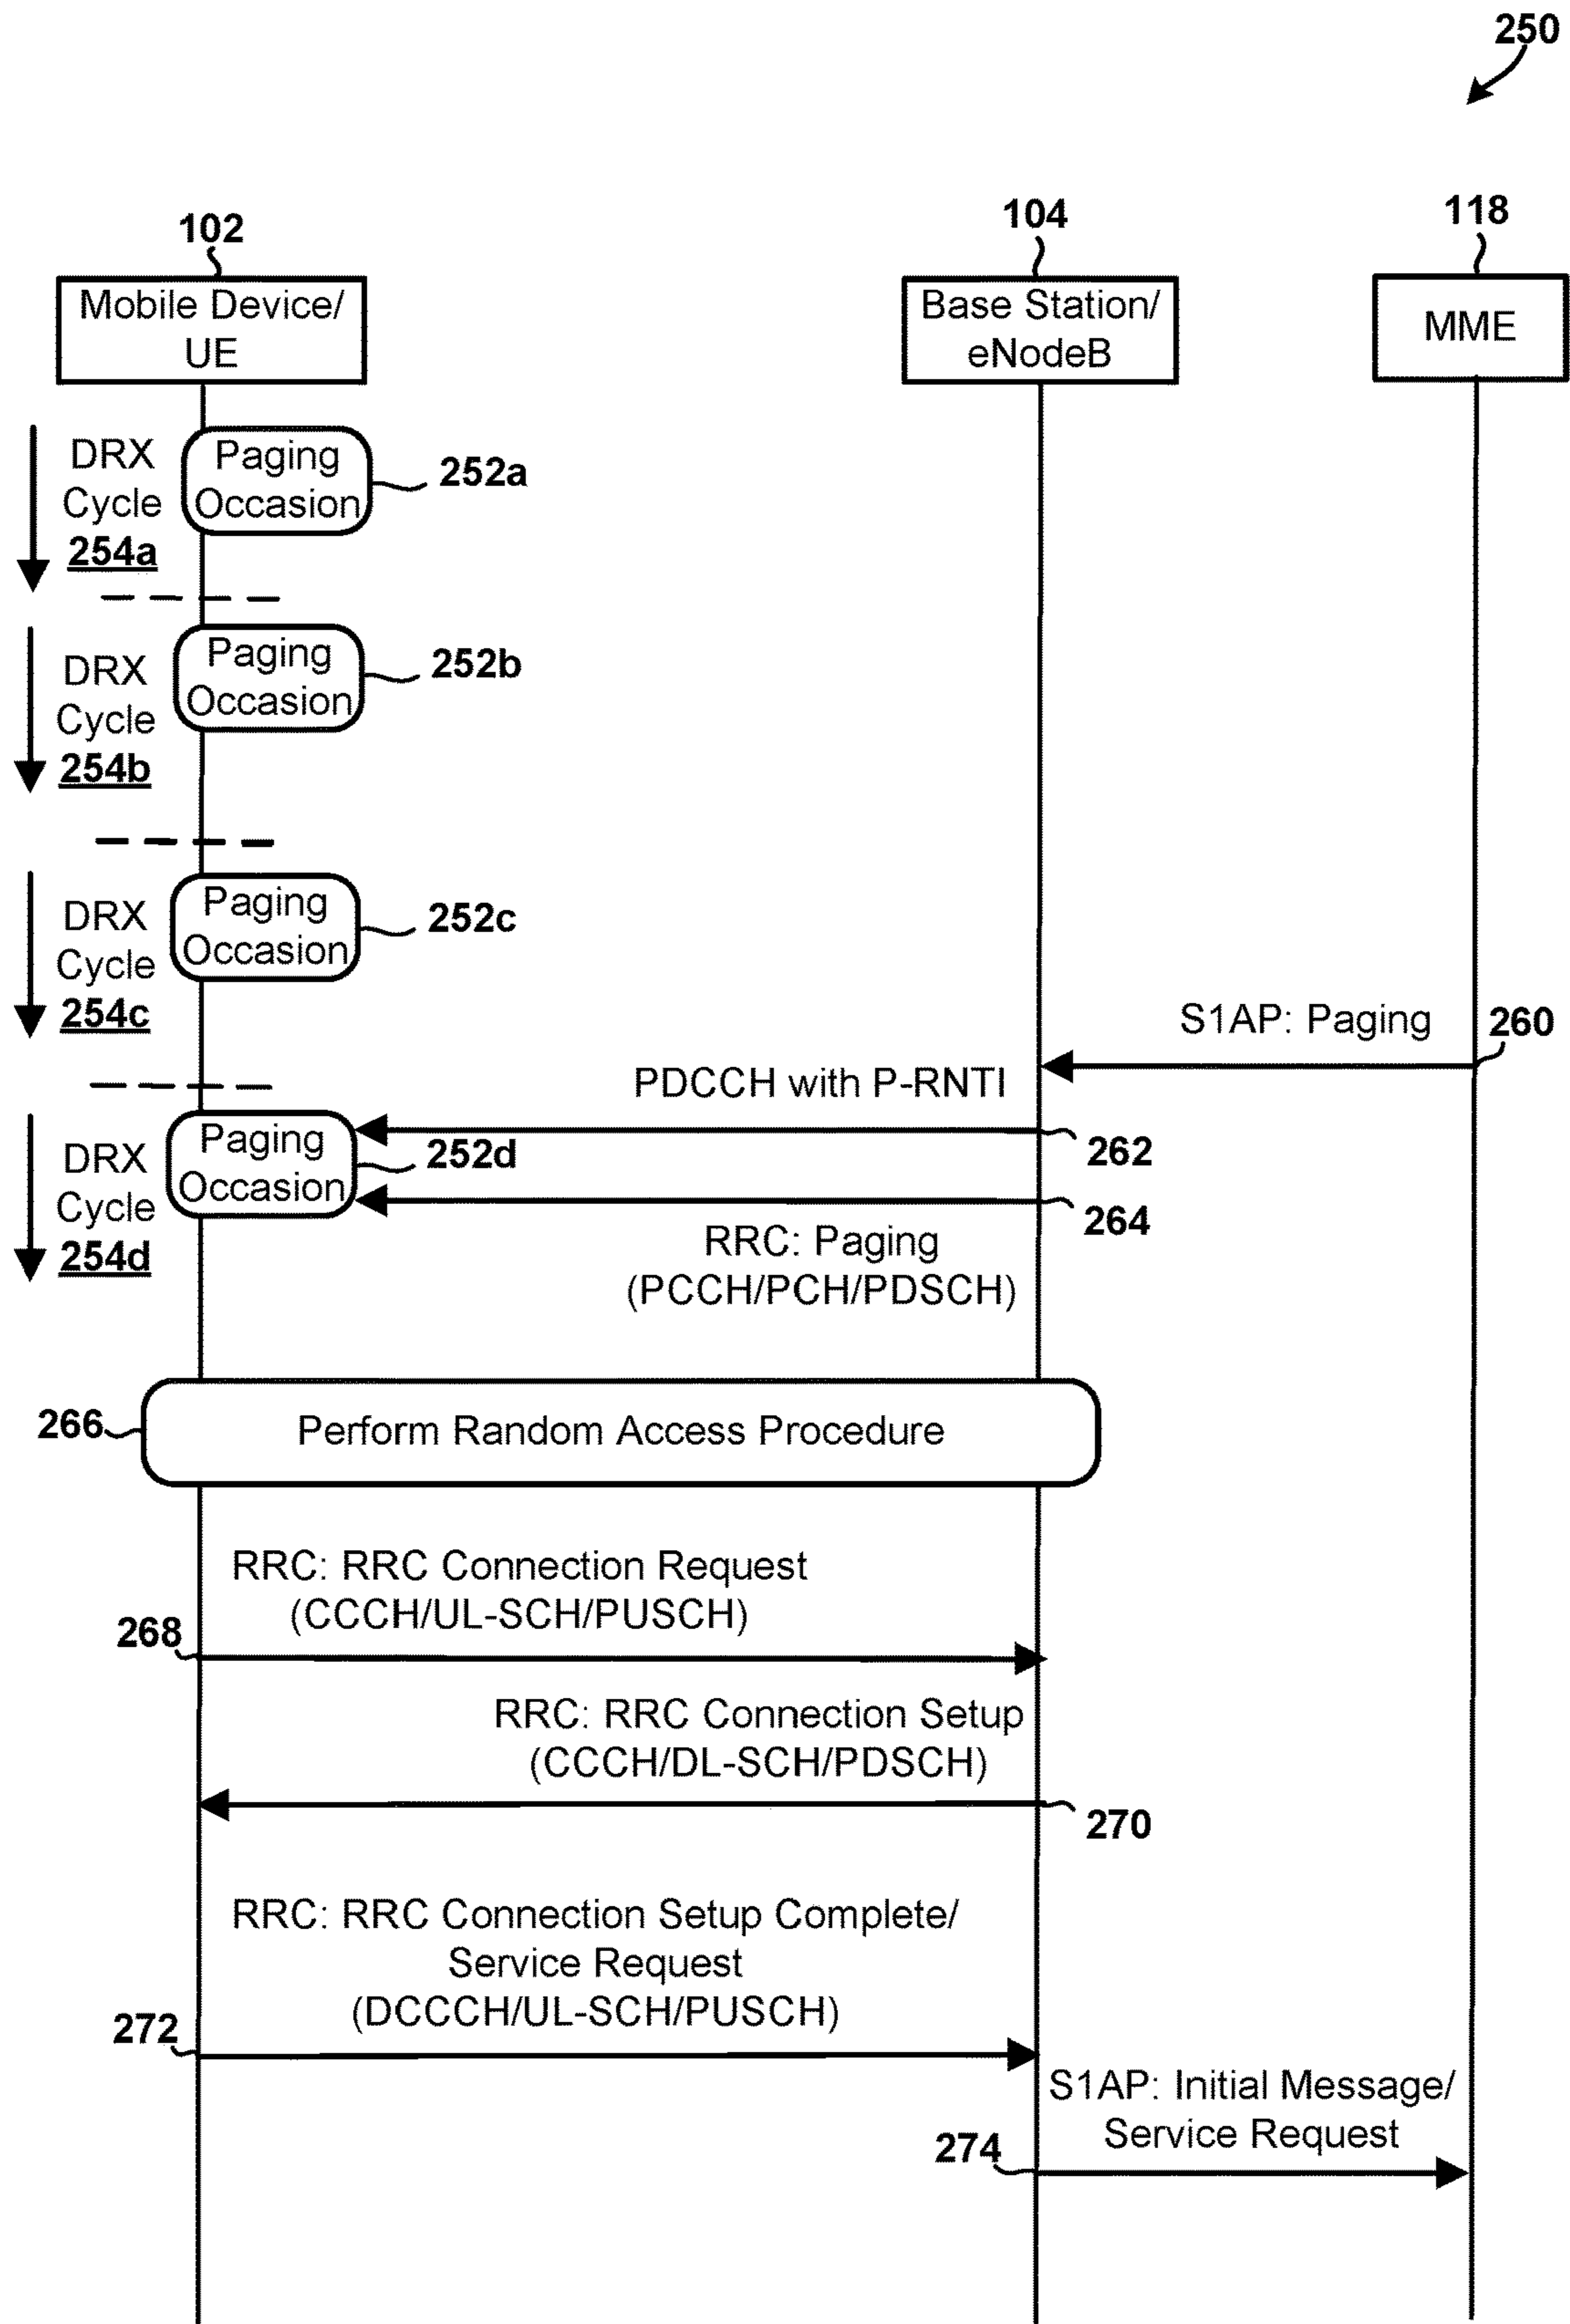 250
102
104
118
Mobile Device/
UE
Base Station/
eNodeB
MME
DRX
Cycle
254a
Paging
Occasion
252a
DRX
Cycle
254b
Paging
Occasion
252b
DRX
Cycle
254c
Paging
Occasion
252c
S1AP: Paging
260
PDCCH with P-RNTI
262
DRX
Cycle
254d
Paging
Occasion
252d
264
RRC: Paging
(PCCH/PCH/PDSCH)
266
Perform Random Access Procedure
RRC: RRC Connection Request
(CCCH/UL-SCH/PUSCH)
268
RRC: RRC Connection Setup
(CCCH/DL-SCH/PDSCH)
270
RRC: RRC Connection Setup Complete/
Service Request
(DCCCH/UL-SCH/PUSCH)
272
S1AP: Initial Message/
Service Request
274